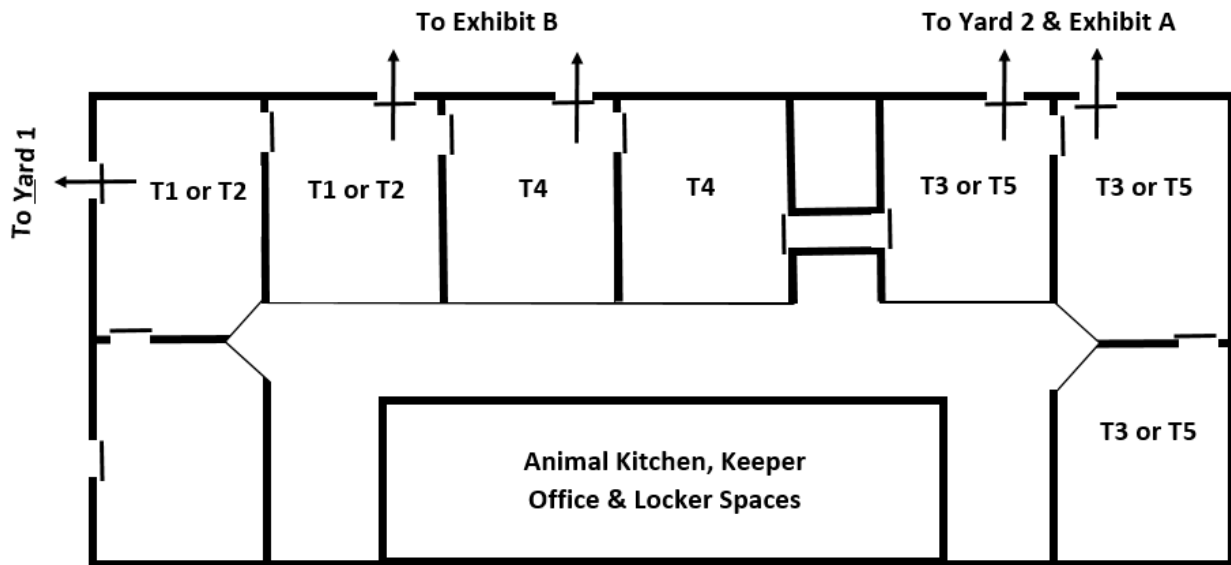 To Exhibit B
To Yard 2 & Exhibit A
To Yard 1
T1 or T2
T1 or T2
T4
T4
T3 or T5
T3 or T5
T3 or T5
Animal Kitchen, Keeper
Office & Locker Spaces